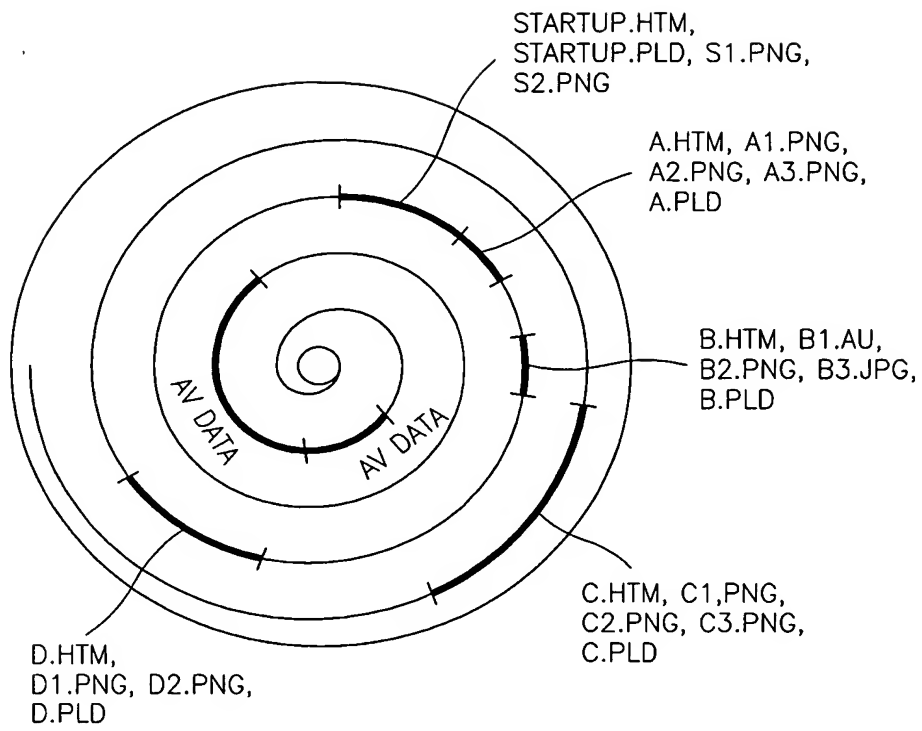 STARTUP.HTM,
STARTUP.PLD, S1.PNG,
S2.PNG
A.HTM, A1.PNG,
A2.PNG, A3.PNG,
A.PLD
B.HTM, B1.AU,
B2.PNG, B3.JPG,
B.PLD
AV DATA
AV DATA
C.HTM, C1,PNG,
C2.PNG, C3.PNG,
C.PLD
D.HTM,
D1.PNG, D2.PNG,
D.PLD